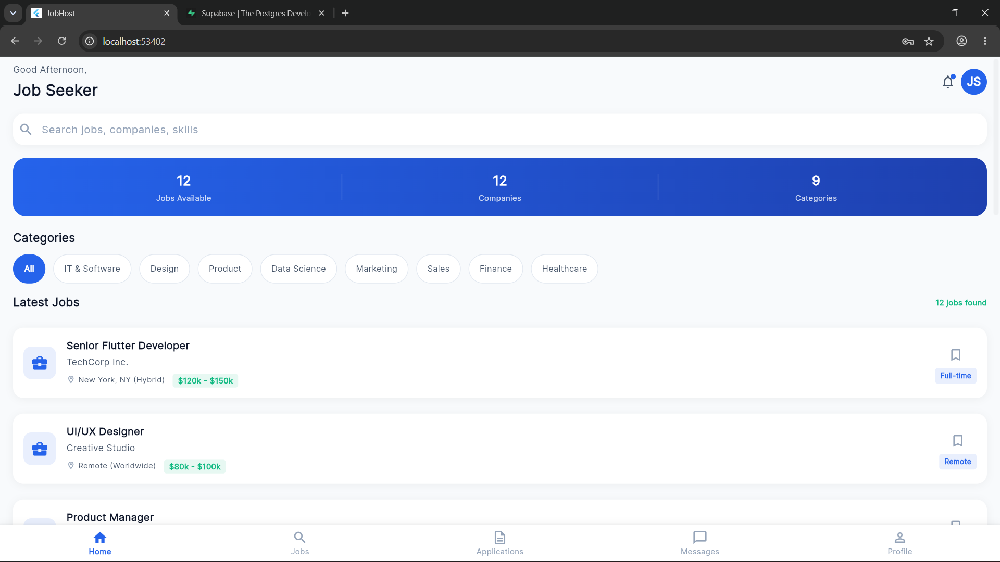 JobHost
Supabase | The Postgres Develo
localhost:53402
Good Afternoon,
Job Seeker
JS
Search jobs, companies, skills
12
Jobs Available
12
Companies
9
Categories
Categories
All
IT & Software
Design
Product
Data Science
Marketing
Sales
Finance
Healthcare
Latest Jobs
12 jobs found
Senior Flutter Developer
TechCorp Inc.
New York, NY (Hybrid)
$120k - $150k
Full-time
UI/UX Designer
Creative Studio
Remote (Worldwide)
$80k - $100k
Remote
Product Manager
Home
Jobs
Applications
Messages
Profile